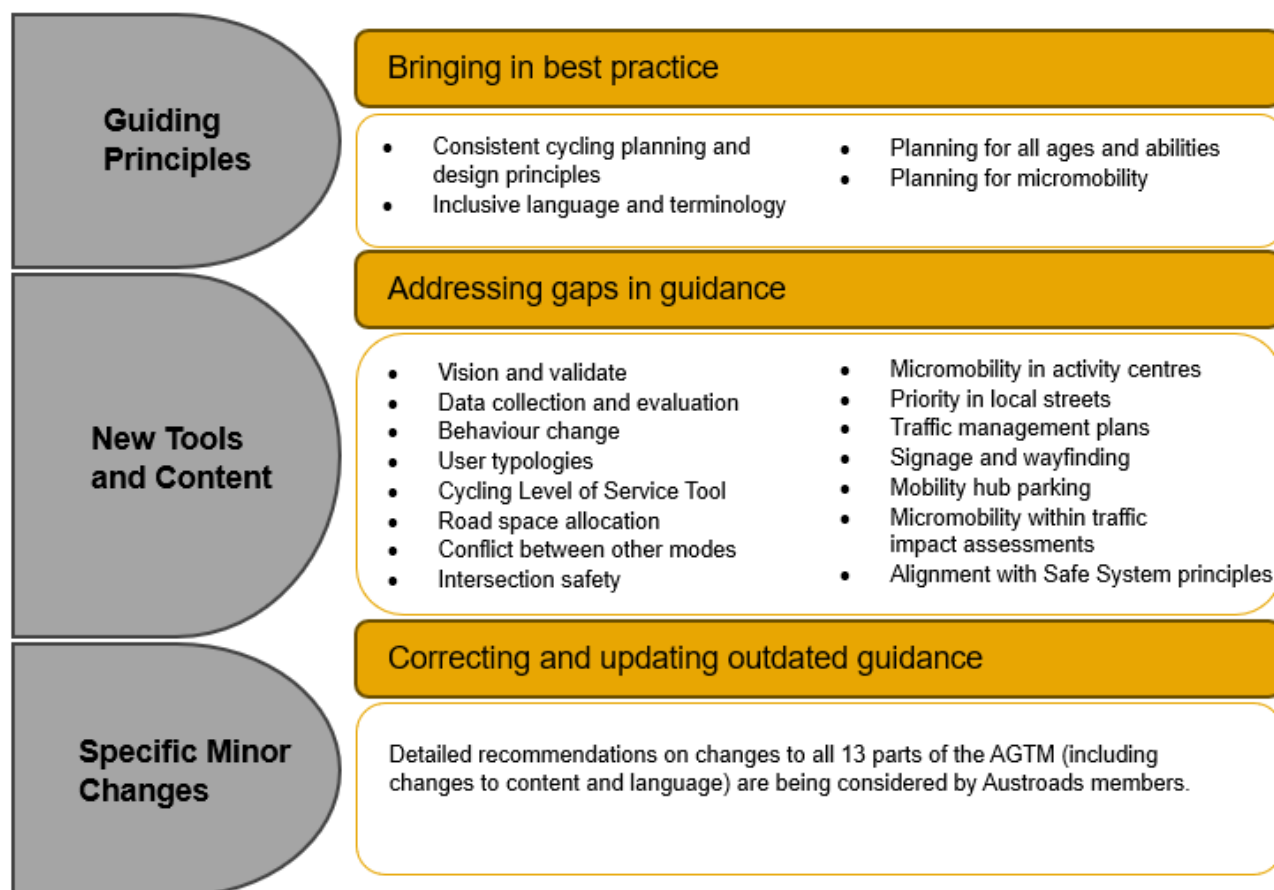 Guiding
Principles
Bringing in best practice
• Consistent cycling planning and
design principles
• Inclusive language and terminology
• Planning for all ages and abilities
• Planning for micromobility
New Tools
and Content
Addressing gaps in guidance
• Vision and validate
• Data collection and evaluation
• Behaviour change
• User typologies
• Cycling Level of Service Tool
• Road space allocation
• Conflict between other modes
• Intersection safety
• Micromobility in activity centres
• Priority in local streets
• Traffic management plans
• Signage and wayfinding
• Mobility hub parking
• Micromobility within traffic
impact assessments
• Alignment with Safe System principles
Specific Minor
Changes
Correcting and updating outdated guidance
Detailed recommendations on changes to all 13 parts of the AGTM (including
changes to content and language) are being considered by Austroads members.